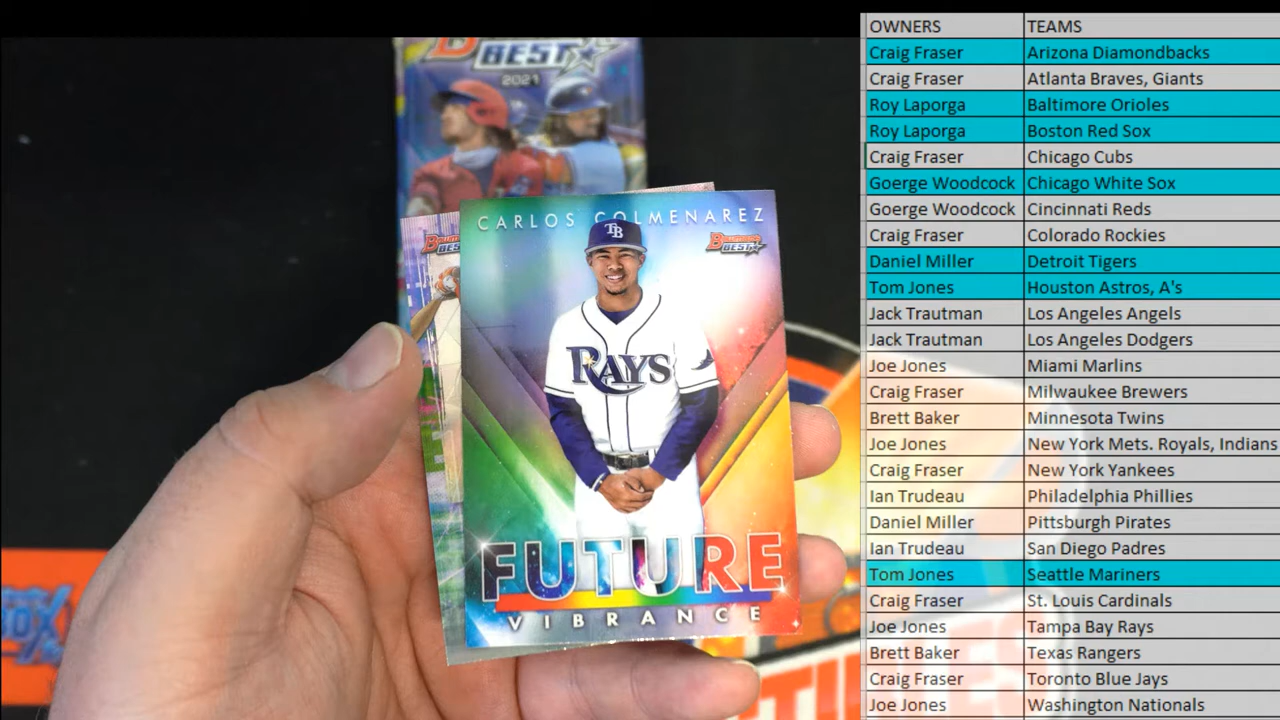 BEST
2021
CARLOS COLMENAREZ
TB
BOWMAN'S
BEST
RAYS
FUTURE
VIBRANCE
OWNERS TEAMS
Craig Fraser Arizona Diamondbacks
Craig Fraser Atlanta Braves, Giants
Roy Laporga Baltimore Orioles
Roy Laporga Boston Red Sox
Craig Fraser Chicago Cubs
Goerge Woodcock Chicago White Sox
Goerge Woodcock Cincinnati Reds
Craig Fraser Colorado Rockies
Daniel Miller Detroit Tigers
Tom Jones Houston Astros, A's
Jack Trautman Los Angeles Angels
Jack Trautman Los Angeles Dodgers
Joe Jones Miami Marlins
Craig Fraser Milwaukee Brewers
Brett Baker Minnesota Twins
Joe Jones New York Mets. Royals, Indians
Craig Fraser New York Yankees
Ian Trudeau Philadelphia Phillies
Daniel Miller Pittsburgh Pirates
Ian Trudeau San Diego Padres
Tom Jones Seattle Mariners
Craig Fraser St. Louis Cardinals
Joe Jones Tampa Bay Rays
Brett Baker Texas Rangers
Craig Fraser Toronto Blue Jays
Joe Jones Washington Nationals